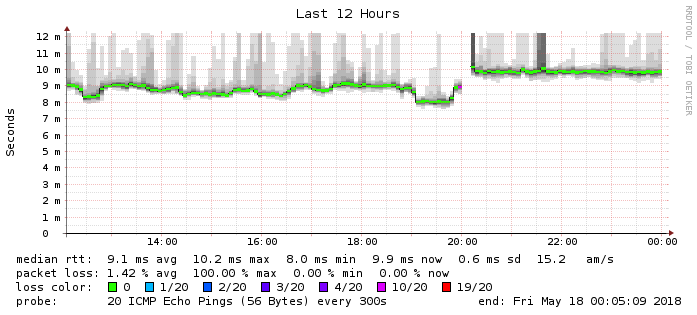 Last 12 Hours
RRDTOOL / TOBI OETIKER
Seconds
12 m
11 m
10 m
9 m
8 m
7 m
6 m
5 m
4 m
3 m
2 m
1 m
0
14:00 16:00 18:00 20:00 22:00 00:00
median rtt: 9.1 ms avg 10.2 ms max 8.0 ms min 9.9 ms now 0.6 ms sd 15.2 am/s
packet loss: 1.42 % avg 100.00 % max 0.00 % min 0.00 % now
loss color: 0 1/20 2/20 3/20 4/20 10/20 19/20
probe: 20 ICMP Echo Pings (56 Bytes) every 300s end: Fri May 18 00:05:09 2018